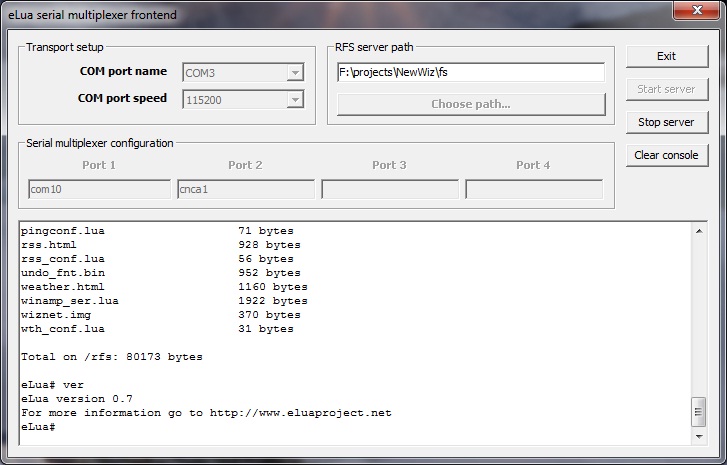 eLua serial multiplexer frontend
Transport setup
COM port name COM3
COM port speed 115200
RFS server path
F:\projects\NewWiz\fs
Choose path...
Exit
Start server
Stop server
Clear console
Serial multiplexer configuration
Port 1 Port 2 Port 3 Port 4
com10 cnca1
pingconf.lua 71 bytes
rss.html 928 bytes
rss_conf.lua 56 bytes
undo_fnt.bin 952 bytes
weather.html 1160 bytes
winamp_ser.lua 1922 bytes
wiznet.img 370 bytes
wth_conf.lua 31 bytes
Total on /rfs: 80173 bytes
eLua# ver
eLua version 0.7
For more information go to http://www.eluaproject.net
eLua#